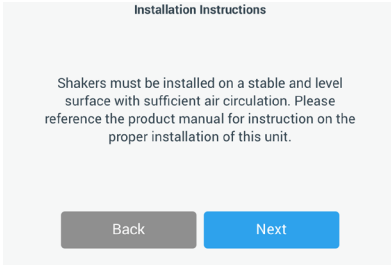 Installation Instructions
Shakers must be installed on a stable and level
surface with sufficient air circulation. Please
reference the product manual for instruction on the
proper installation of this unit.
Back
Next